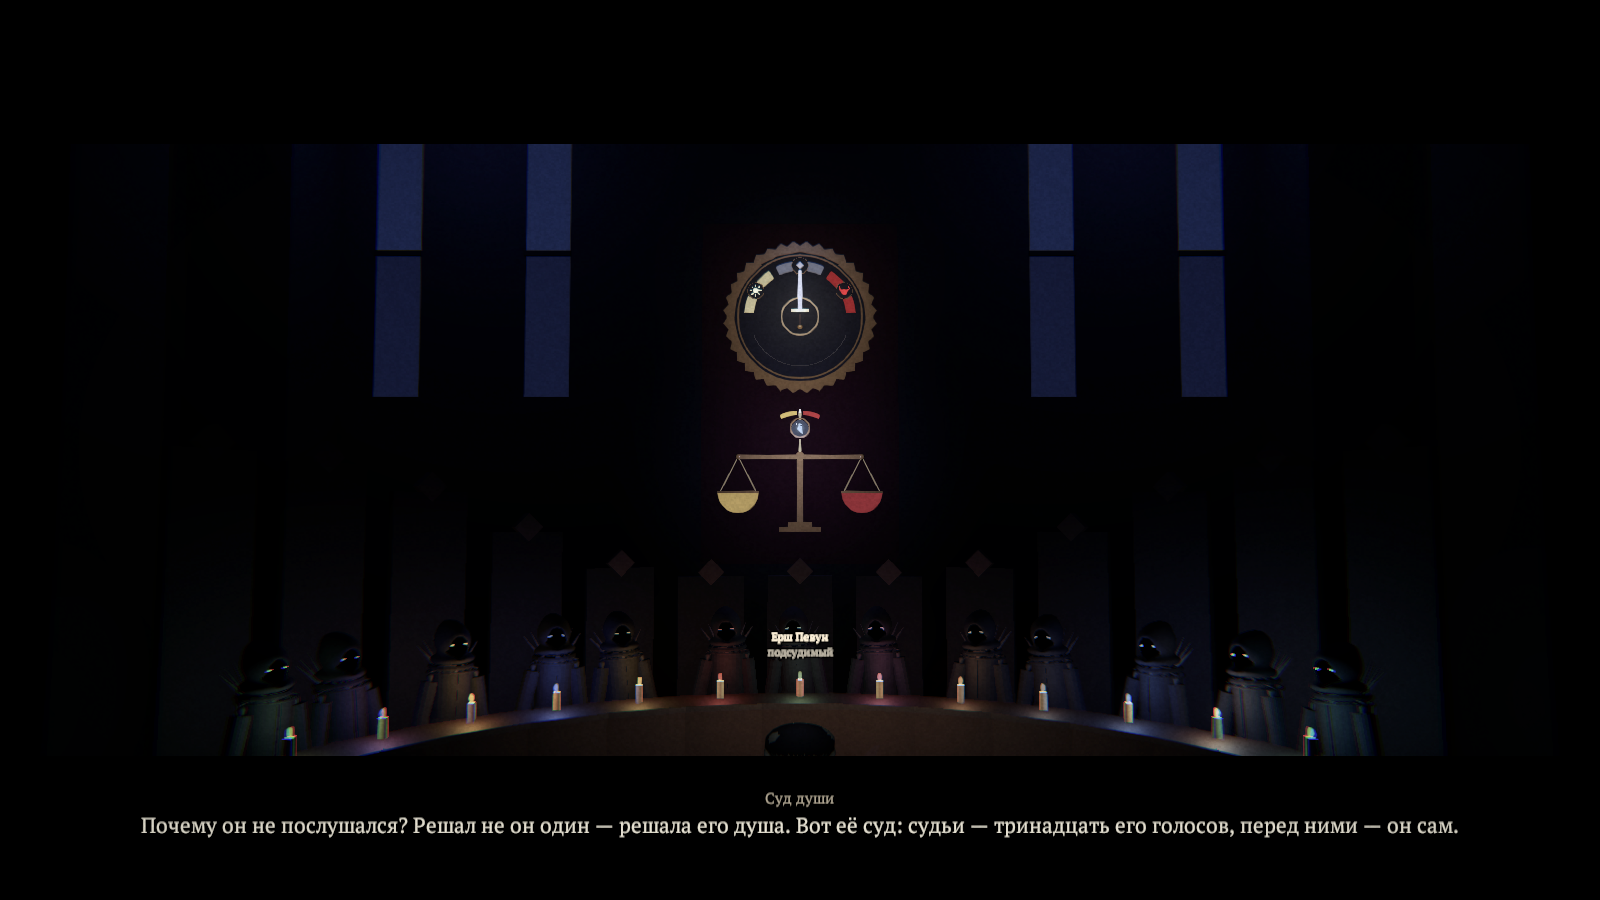 Ерш Певун
подсудимый
Суд души
Почему он не послушался? Решал не он один — решала его душа. Вот её суд: судьи — тринадцать его голосов, перед ними — он сам.